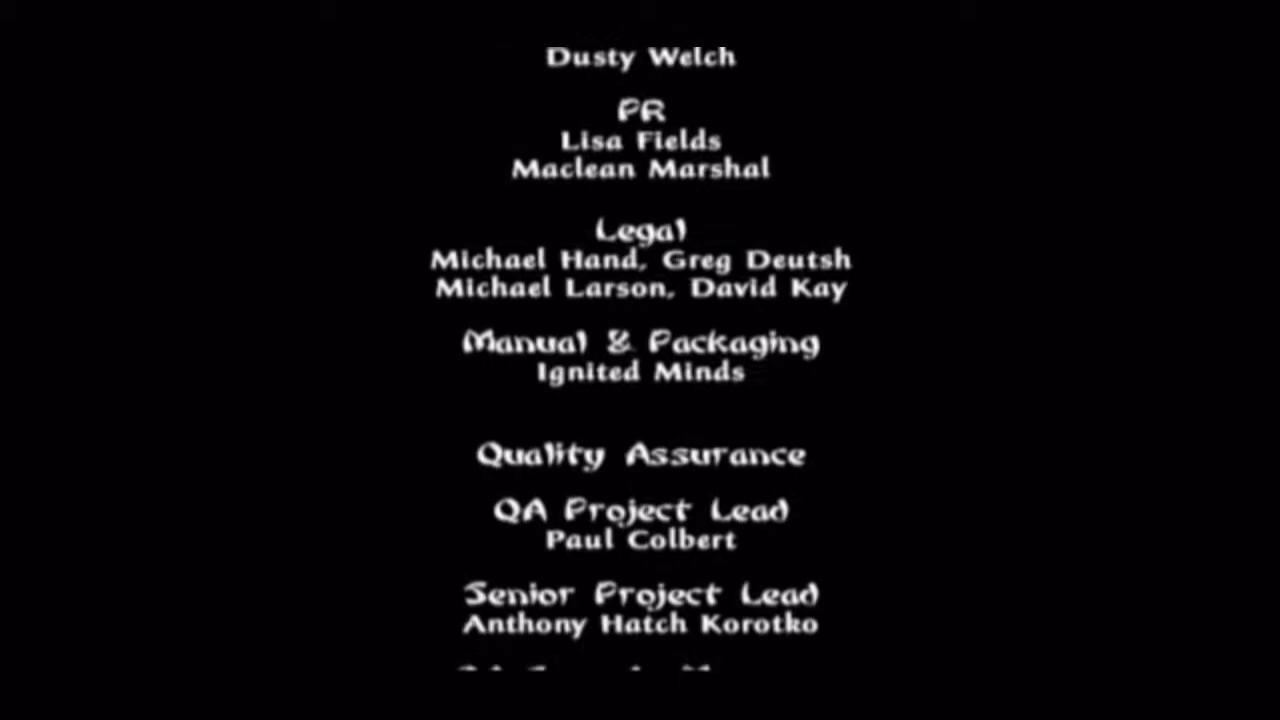 Dusty Welch
PR
Lisa Fields
Maclean Marshal
Legal
Michael Hand, Greg Deutsh
Michael Larson, David Kay
Manual & Packaging
Ignited Minds
Quality Assurance
QA Project Lead
Paul Colbert
Senior Project Lead
Anthony Hatch Korotko